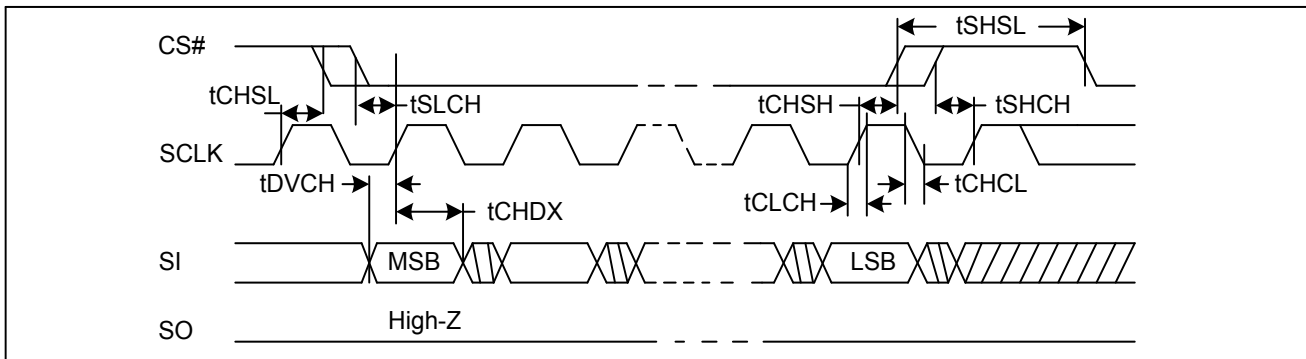 tSHSL
CS#
tCHSL
tSLCH
tCHSH
tSHCH
SCLK
tDVCH
tCHCL
tCHDX
tCLCH
SI
MSB
LSB
High-Z
SO